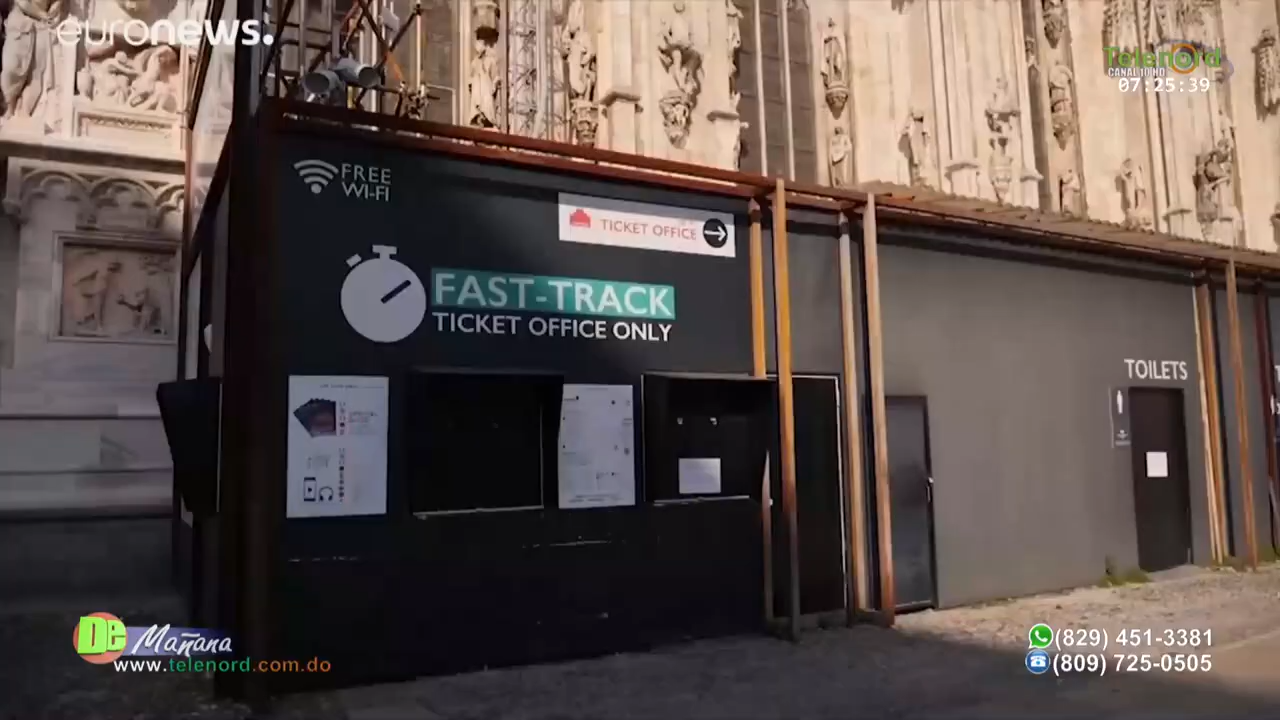 euronews.
Telenord
CANAL 10 HD
07:25:39
FREE
WI-FI
TICKET OFFICE
FAST-TRACK
TICKET OFFICE ONLY
TOILETS
De Mañana
www.telenord.com.do
(829) 451-3381
(809) 725-0505